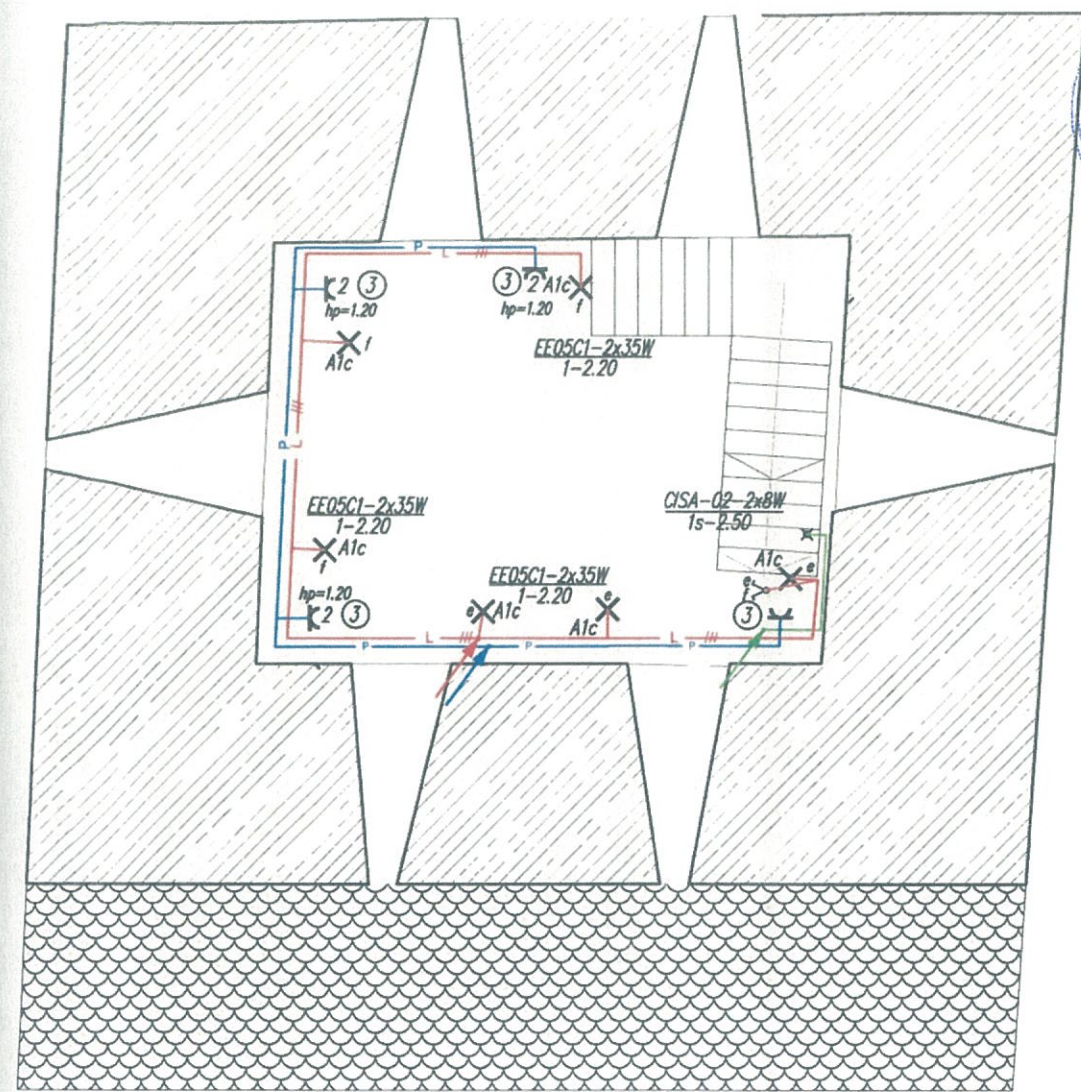 P
L
2 ③
hp=1.20
③ 2 A1c
f
hp=1.20
f
A1c
EE05C1-2x35W
1-2.20
P L
EE05C1-2x35W
1-2.20
CISA-02-2x8W
1s-2.50
A1c
f
A1c e
e
f
EE05C1-2x35W
1-2.20
hp=1.20
2 ③
e A1c
e
A1c
③
L
L
P
P
P